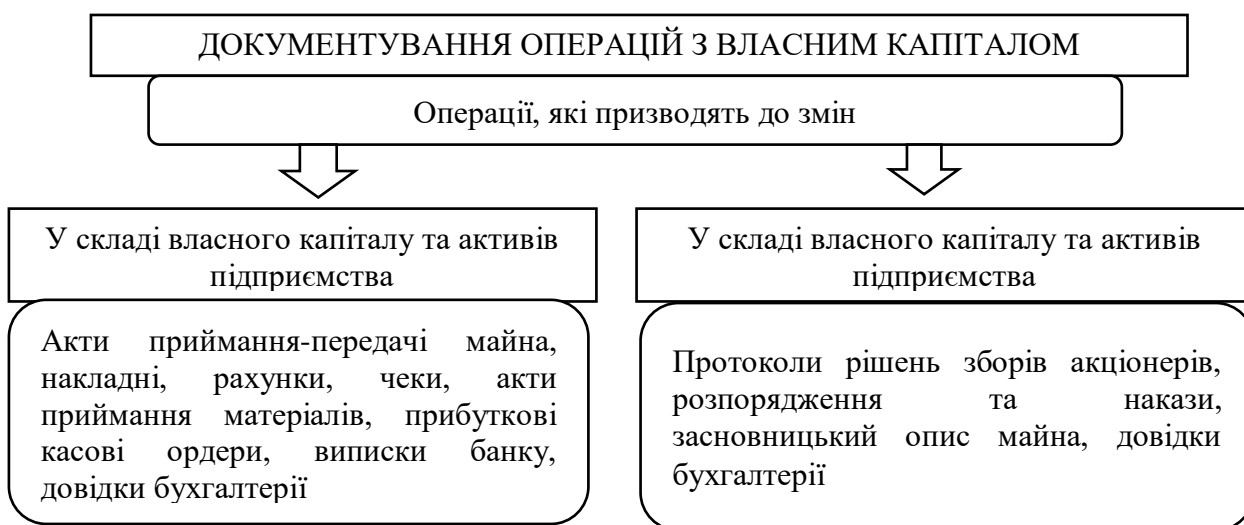 ДОКУМЕНТУВАННЯ ОПЕРАЦІЙ З ВЛАСНИМ КАПІТАЛОМ
Операції, які призводять до змін
У складі власного капіталу та активів
підприємства
Акти приймання-передачі майна,
накладні, рахунки, чеки, акти
приймання матеріалів, прибуткові
касові ордери, виписки банку,
довідки бухгалтерії
У складі власного капіталу та активів
підприємства
Протоколи рішень зборів акціонерів,
розпорядження та накази,
засновницький опис майна, довідки
бухгалтерії